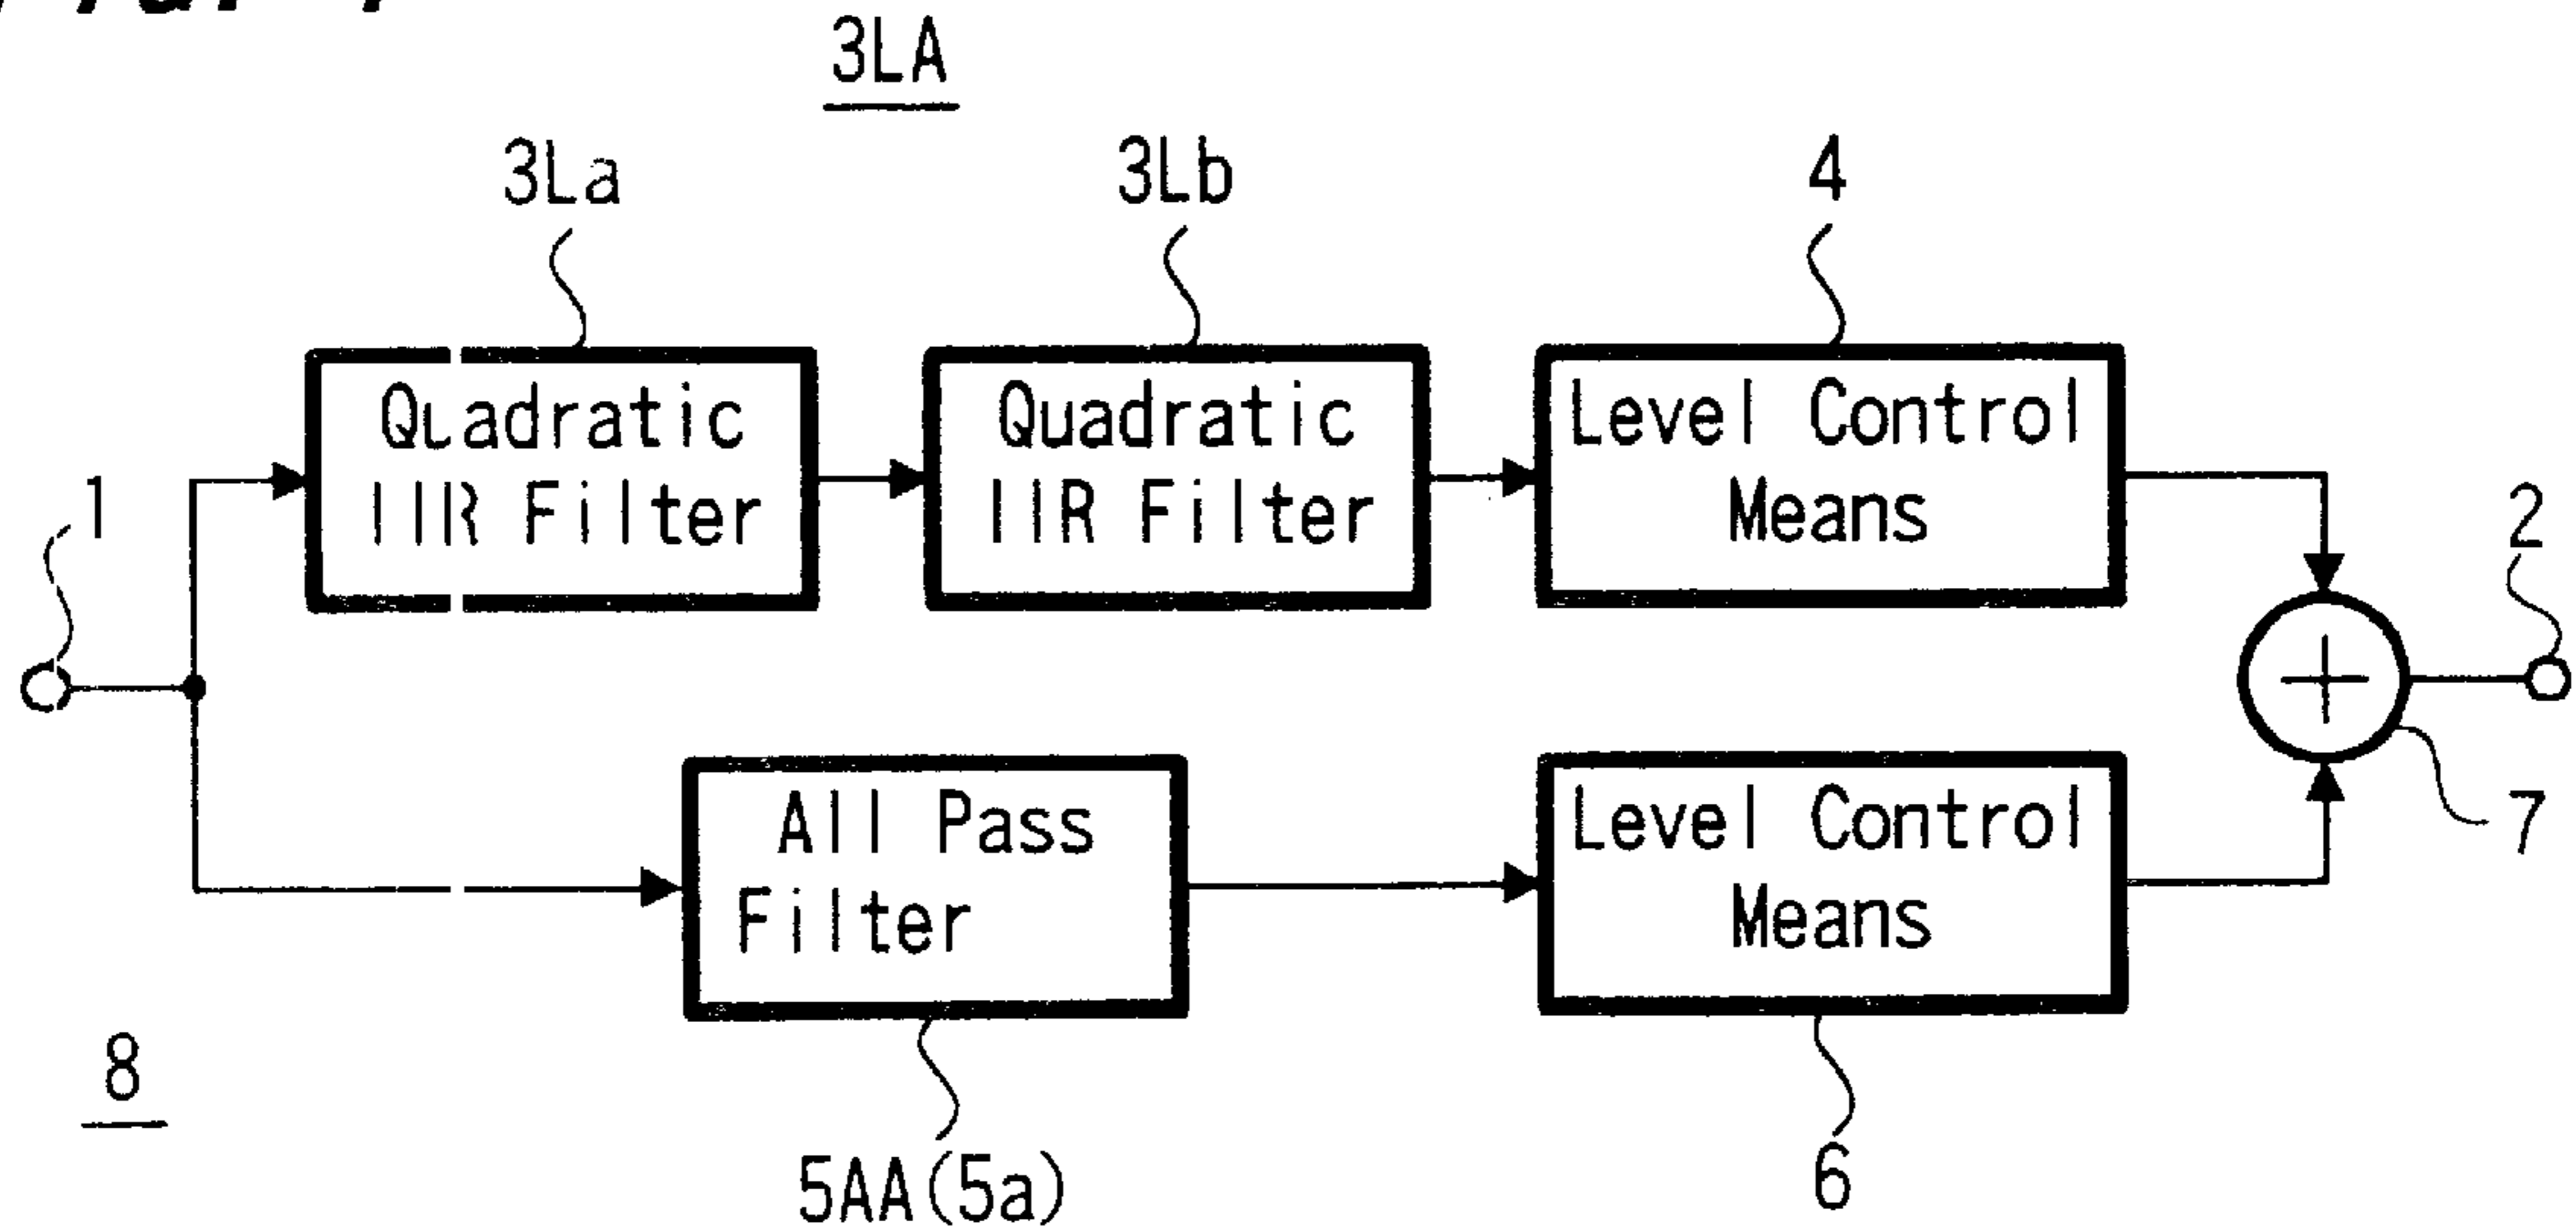 3LA
3La
3Lb
4
Quadratic
IIR Filter
Quadratic
IIR Filter
Level Control
Means
1
2
All Pass
Filter
Level Control
Means
7
8
5AA(5a)
6